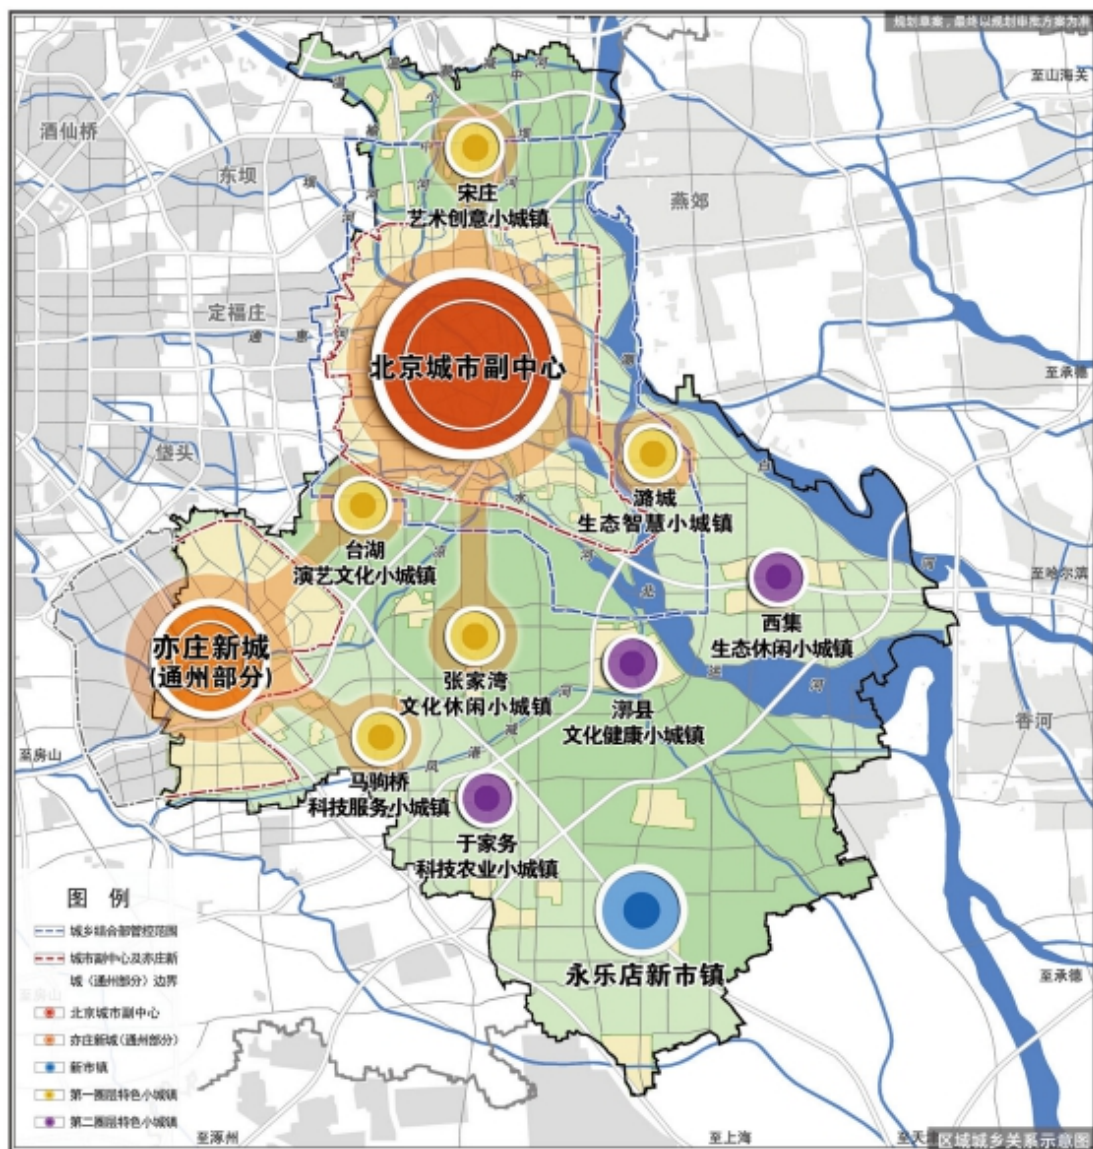 规划草案,最终以规划审批方案为准
至山海关
酒仙桥
东坝
燕郊
宋庄
艺术创意小城镇
定福庄
通
惠
河
北京城市副中心
至承德
垡头
潞城
生态智慧小城镇
台湖
演艺文化小城镇
至哈尔滨
西集
生态休闲小城镇
亦庄新城
(通州部分)
张家湾
文化休闲小城镇
漷县
文化健康小城镇
香河
至房山
马驹桥
科技服务小城镇
于家务
科技农业小城镇
永乐店新市镇
至承德
图 例
城乡结合部管控范围
城市副中心及亦庄新
城(通州部分)边界
至房山
北京城市副中心
亦庄新城(通州部分)
新市镇
第一圈层特色小城镇
第二圈层特色小城镇
至涿州
至上海
至天津
区域城乡关系示意图